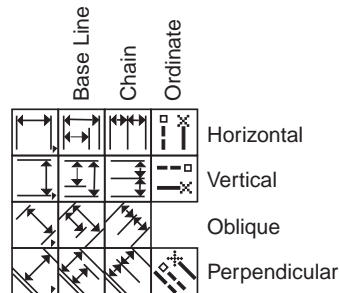 Base Line
Chain
Ordinate
Horizontal
Vertical
Oblique
Perpendicular